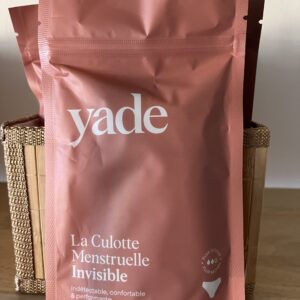 yade
La Culotte
Menstruelle
Invisible
indétectable, confortable
& performante